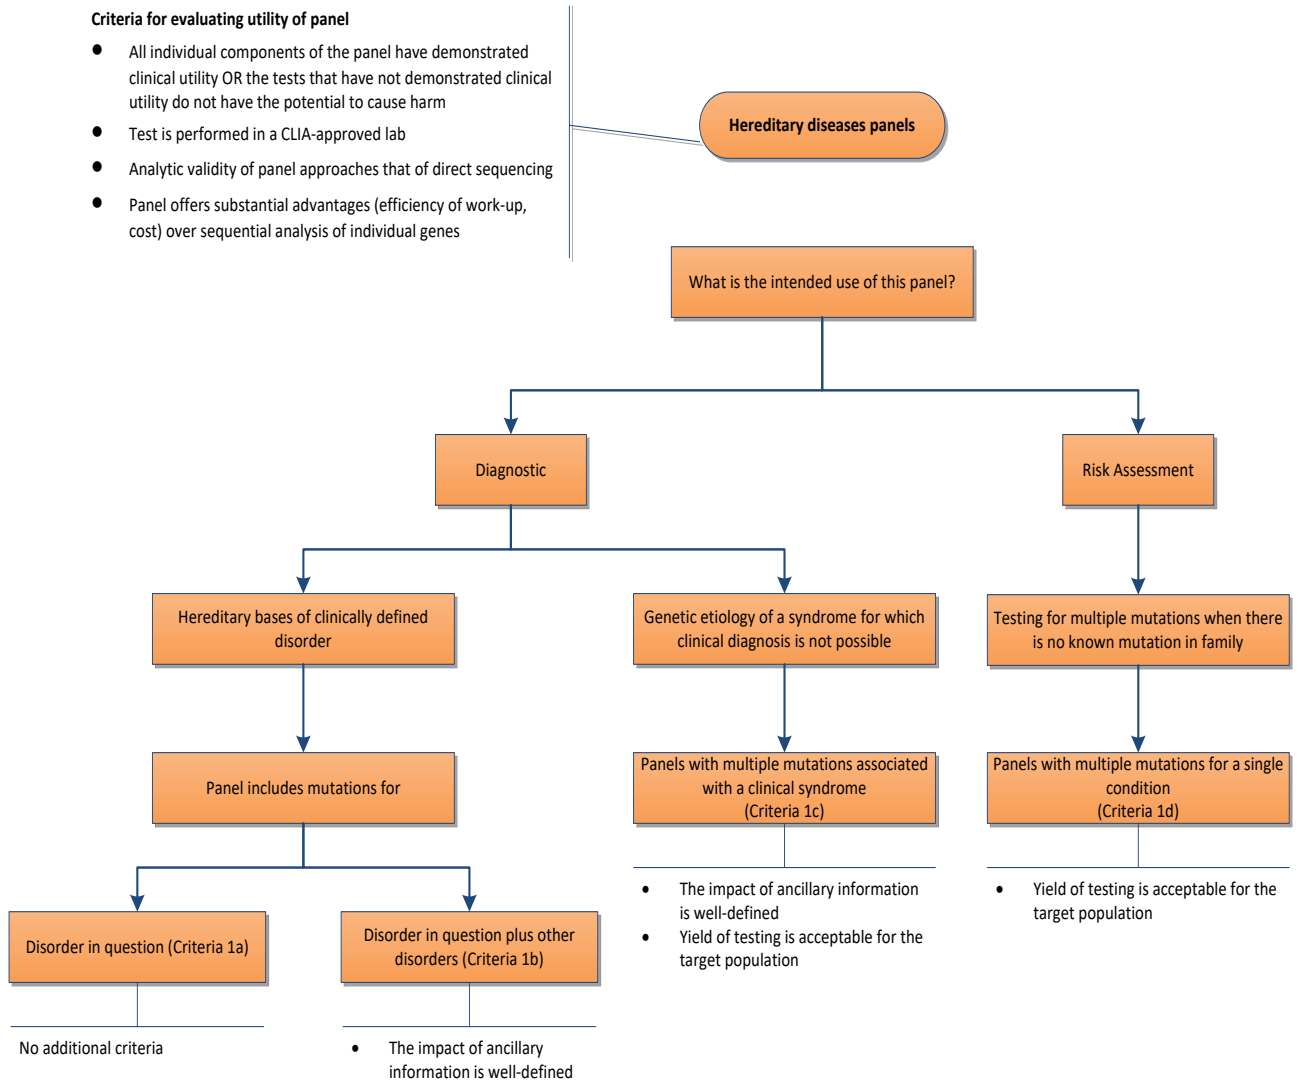 Criteria for evaluating utility of panel
● All individual components of the panel have demonstrated
clinical utility OR the tests that have not demonstrated clinical
utility do not have the potential to cause harm
● Test is performed in a CLIA-approved lab
● Analytic validity of panel approaches that of direct sequencing
● Panel offers substantial advantages (efficiency of work-up,
cost) over sequential analysis of individual genes
Hereditary diseases panels
What is the intended use of this panel?
Diagnostic
Risk Assessment
Hereditary bases of clinically defined
disorder
Genetic etiology of a syndrome for which
clinical diagnosis is not possible
Testing for multiple mutations when there
is no known mutation in family
Panel includes mutations for
Panels with multiple mutations associated
with a clinical syndrome
(Criteria 1c)
Panels with multiple mutations for a single
condition
(Criteria 1d)
● The impact of ancillary information
is well-defined
● Yield of testing is acceptable for the
target population
● Yield of testing is acceptable for the
target population
Disorder in question (Criteria 1a)
Disorder in question plus other
disorders (Criteria 1b)
No additional criteria
● The impact of ancillary
information is well-defined